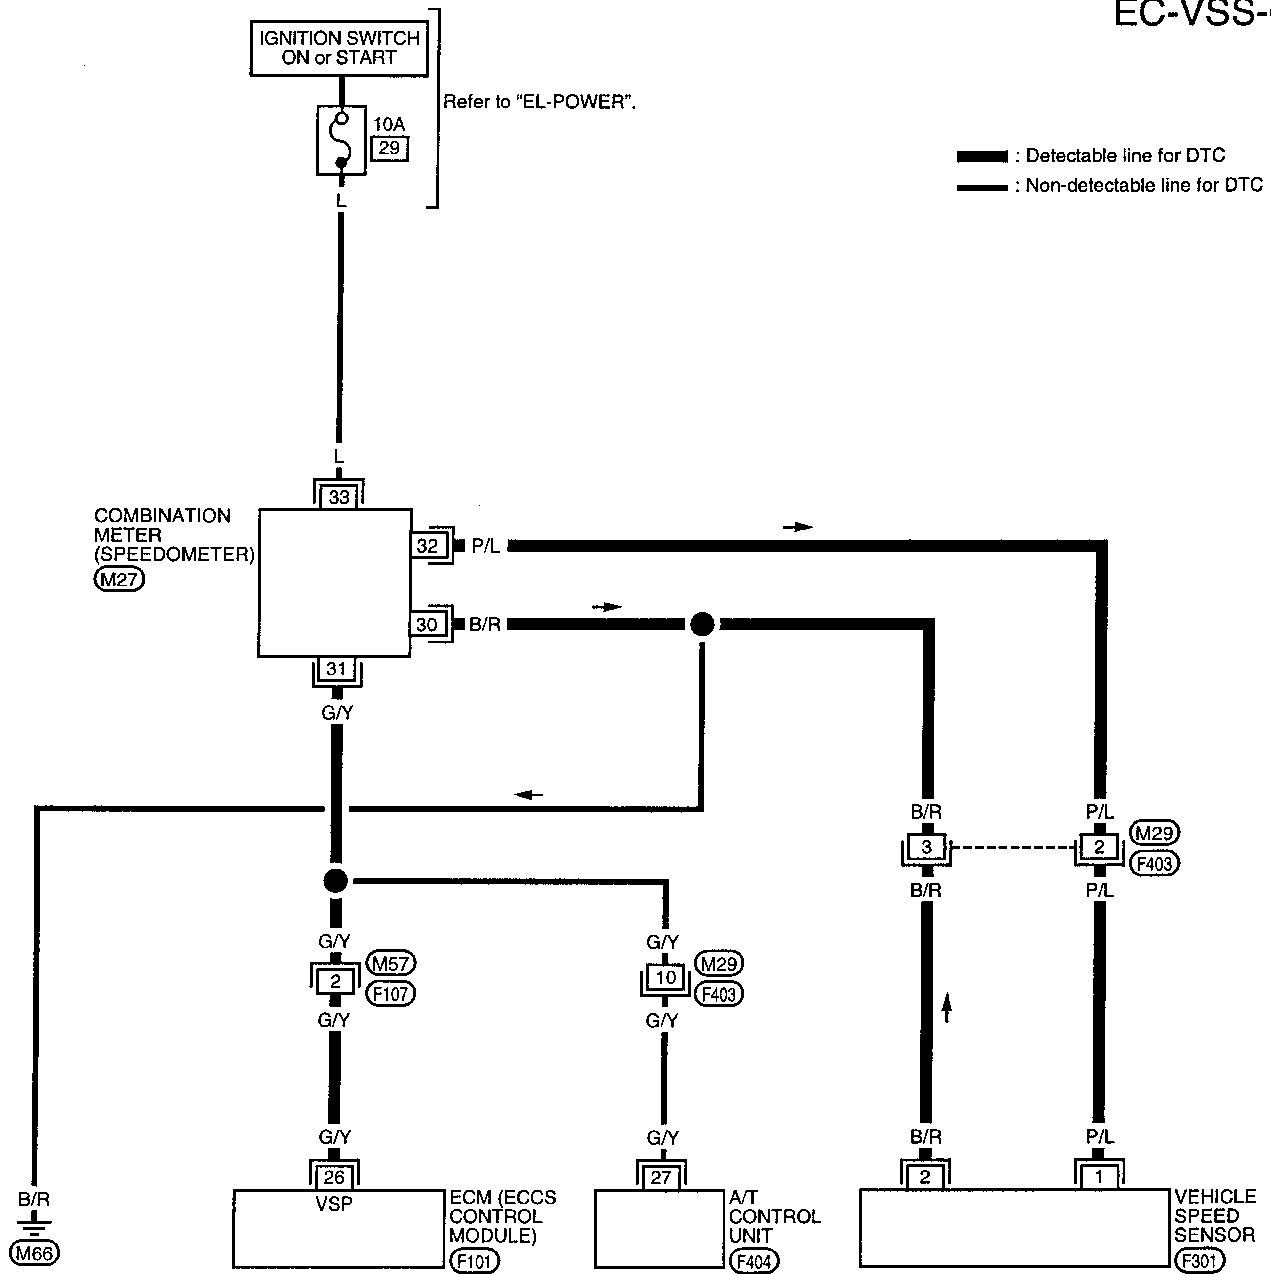 EC-VSS-
IGNITION SWITCH
ON or START
Refer to "EL-POWER".
10A
29
L
: Detectable line for DTC
: Non-detectable line for DTC
L
33
COMBINATION
METER
(SPEEDOMETER)
M27
32
P/L
30
B/R
31
G/Y
B/R
P/L
3
2
M29
F403
B/R
P/L
G/Y
2
M57
F107
G/Y
G/Y
10
M29
F403
G/Y
G/Y
G/Y
B/R
P/L
26
27
2
1
VSP
B/R
M66
ECM (ECCS
CONTROL
MODULE)
F101
A/T
CONTROL
UNIT
F404
VEHICLE
SPEED
SENSOR
F301